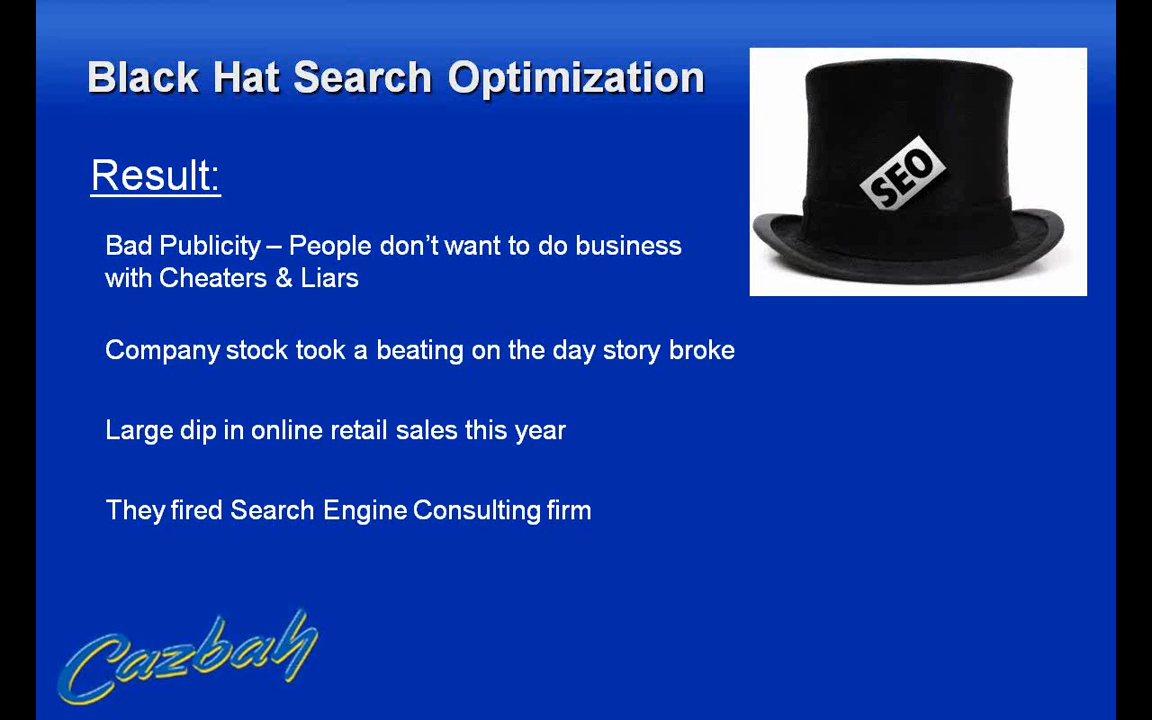 Black Hat Search Optimization
SEO
Result:
Bad Publicity – People don’t want to do business
with Cheaters & Liars
Company stock took a beating on the day story broke
Large dip in online retail sales this year
They fired Search Engine Consulting firm
Cazbah